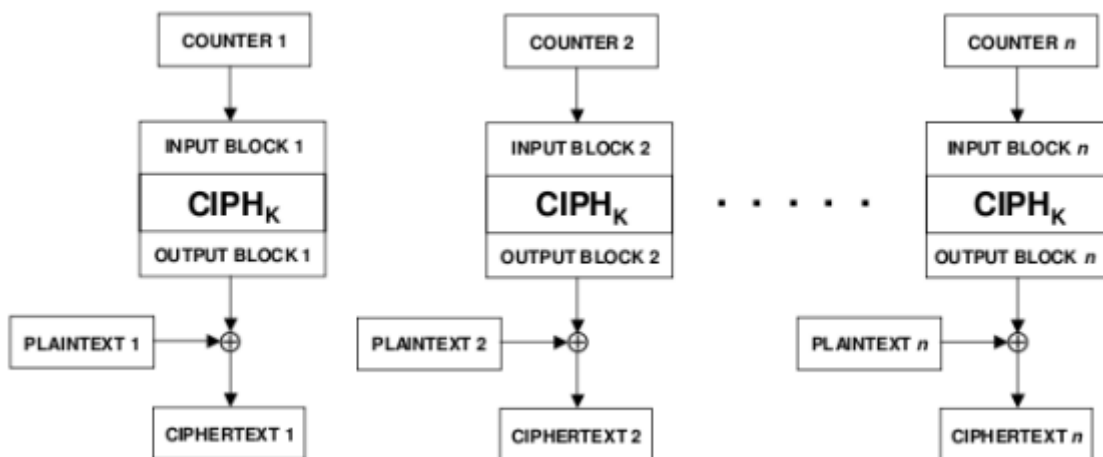 COUNTER 1
COUNTER 2
COUNTER n
INPUT BLOCK 1
INPUT BLOCK 2
INPUT BLOCK n
CIPHK
CIPHK
CIPHK
OUTPUT BLOCK 1
OUTPUT BLOCK 2
OUTPUT BLOCK n
PLAINTEXT 1
PLAINTEXT 2
PLAINTEXT n
CIPHERTEXT 1
CIPHERTEXT 2
CIPHERTEXT n